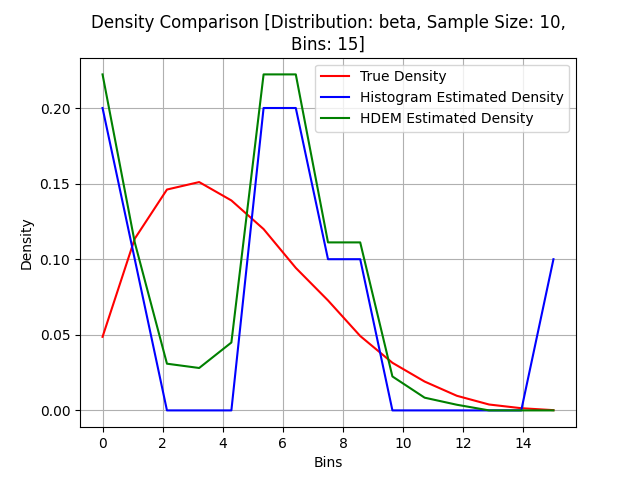 Density Comparison [Distribution: beta, Sample Size: 10,
Bins: 15]
True Density
Histogram Estimated Density
HDEM Estimated Density
Density
0.20
0.15
0.10
0.05
0.00
0 2 4 6 8 10 12 14
Bins